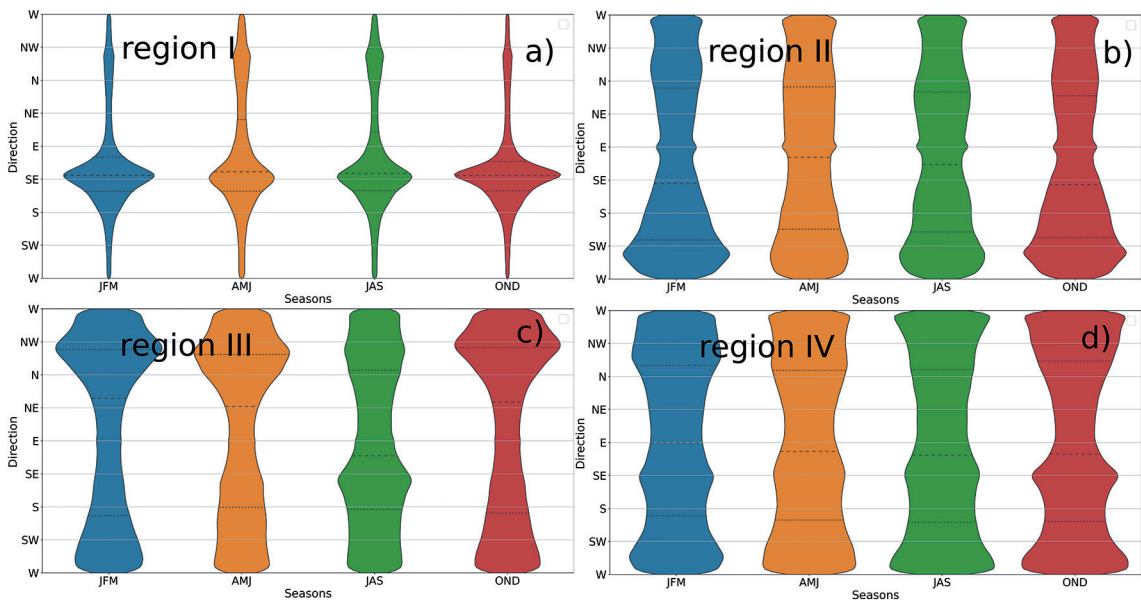 W
NW
N
NE
E
SE
S
SW
W
Direction
region I
a)
JFM
AMJ
JAS
OND
Seasons
W
NW
N
NE
E
SE
S
SW
W
Direction
region II
b)
JFM
AMJ
JAS
OND
Seasons
W
NW
N
NE
E
SE
S
SW
W
Direction
region III
c)
JFM
AMJ
JAS
OND
Seasons
W
NW
N
NE
E
SE
S
SW
W
Direction
region IV
d)
JFM
AMJ
JAS
OND
Seasons